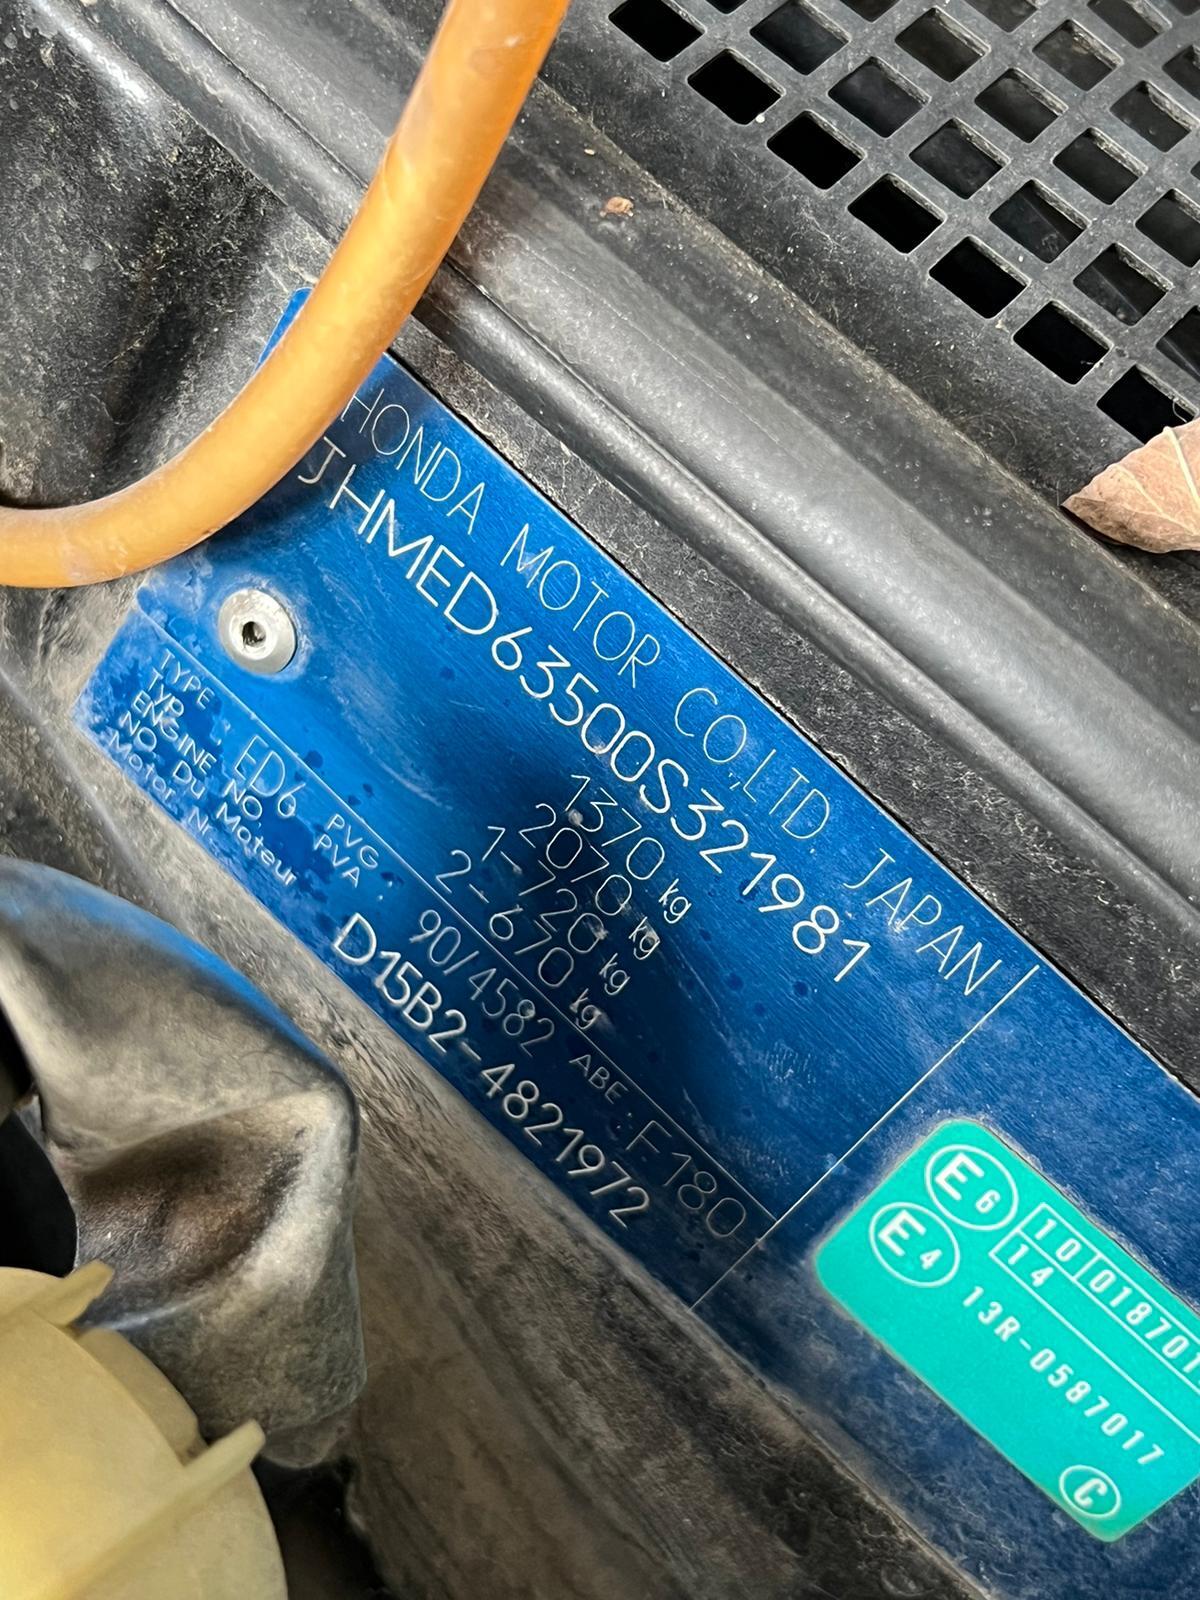 HONDA MOTOR CO.,LTD. JAPAN
JHMED63500S321981
1370 kg
2070 kg
1-720 kg
2-670 kg
TYPE
TYP : ED6 PVG
PVA : 90/4582 ABE : F180
ENGINE NO.
NO. Du Moteur
Motor Nr. D15B2-4821972
E6 10 018701
E4 14
13R-0587017
C